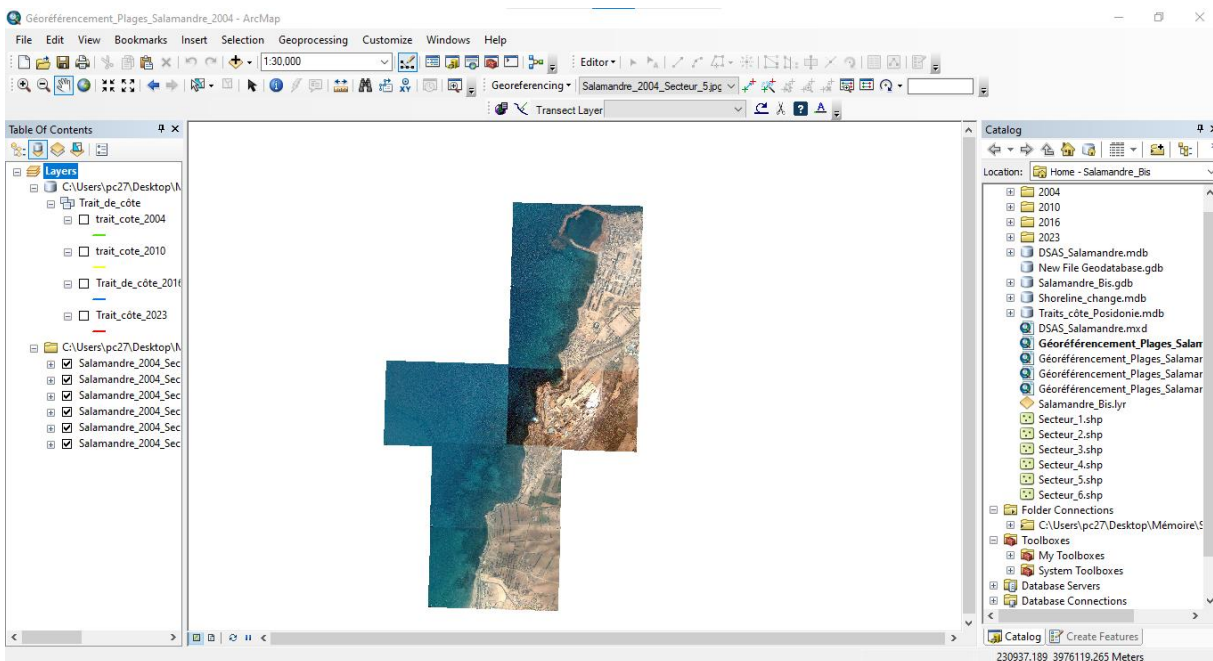 Géoréférencement_Plages_Salamandre_2004 - ArcMap
File Edit View Bookmarks Insert Selection Geoprocessing Customize Windows Help
1:30,000
Editor
Georeferencing Salamandre_2004_Secteur_5.jpg
Transect Layer
Table Of Contents
Layers
C:\Users\pc27\Desktop\M
Trait_de_côte
trait_cote_2004
trait_cote_2010
Trait_de_côte_2016
Trait_côte_2023
C:\Users\pc27\Desktop\M
Salamandre_2004_Sec
Salamandre_2004_Sec
Salamandre_2004_Sec
Salamandre_2004_Sec
Salamandre_2004_Sec
Salamandre_2004_Sec
Catalog
Location: Home - Salamandre_Bis
2004
2010
2016
2023
DSAS_Salamandre.mdb
New File Geodatabase.gdb
Salamandre_Bis.gdb
Shoreline_change.mdb
Traits_côte_Posidonie.mdb
DSAS_Salamandre.mxd
Géoréférencement_Plages_Salam
Géoréférencement_Plages_Salamar
Géoréférencement_Plages_Salamar
Géoréférencement_Plages_Salamar
Salamandre_Bis.lyr
Secteur_1.shp
Secteur_2.shp
Secteur_3.shp
Secteur_4.shp
Secteur_5.shp
Secteur_6.shp
Folder Connections
C:\Users\pc27\Desktop\Mémoire\S
Toolboxes
My Toolboxes
System Toolboxes
Database Servers
Database Connections
Catalog Create Features
230937.189 3976119.265 Meters